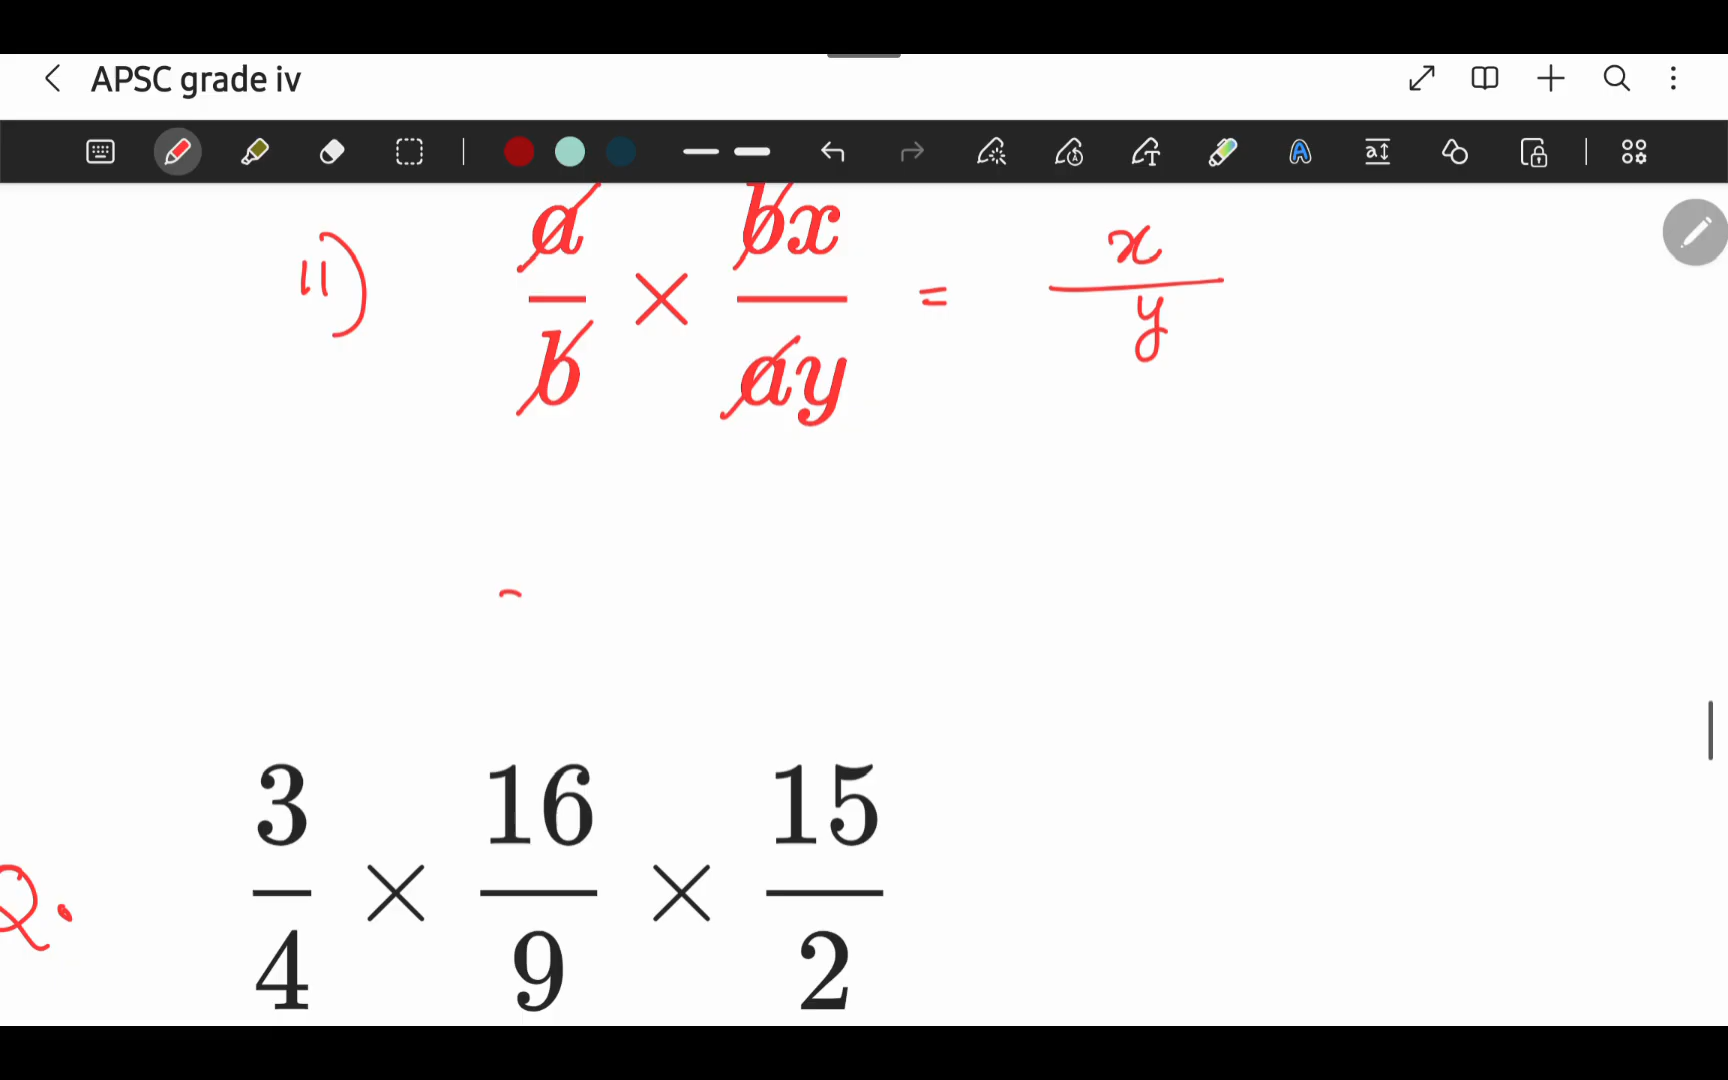 APSC grade iv
ii) a/b × bx/ay = x/y
Q. 3/4 × 16/9 × 15/2